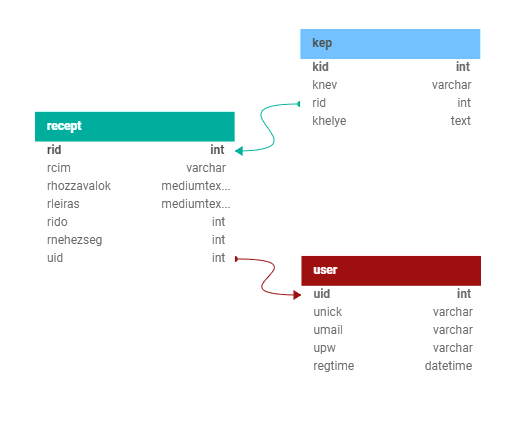 kep
kid int
knev varchar
rid int
khelye text
recept
rid int
rcim varchar
rhozzavalok mediumtex...
rleiras mediumtex...
rido int
rnehezseg int
uid int
user
uid int
unick varchar
umail varchar
upw varchar
regtime datetime